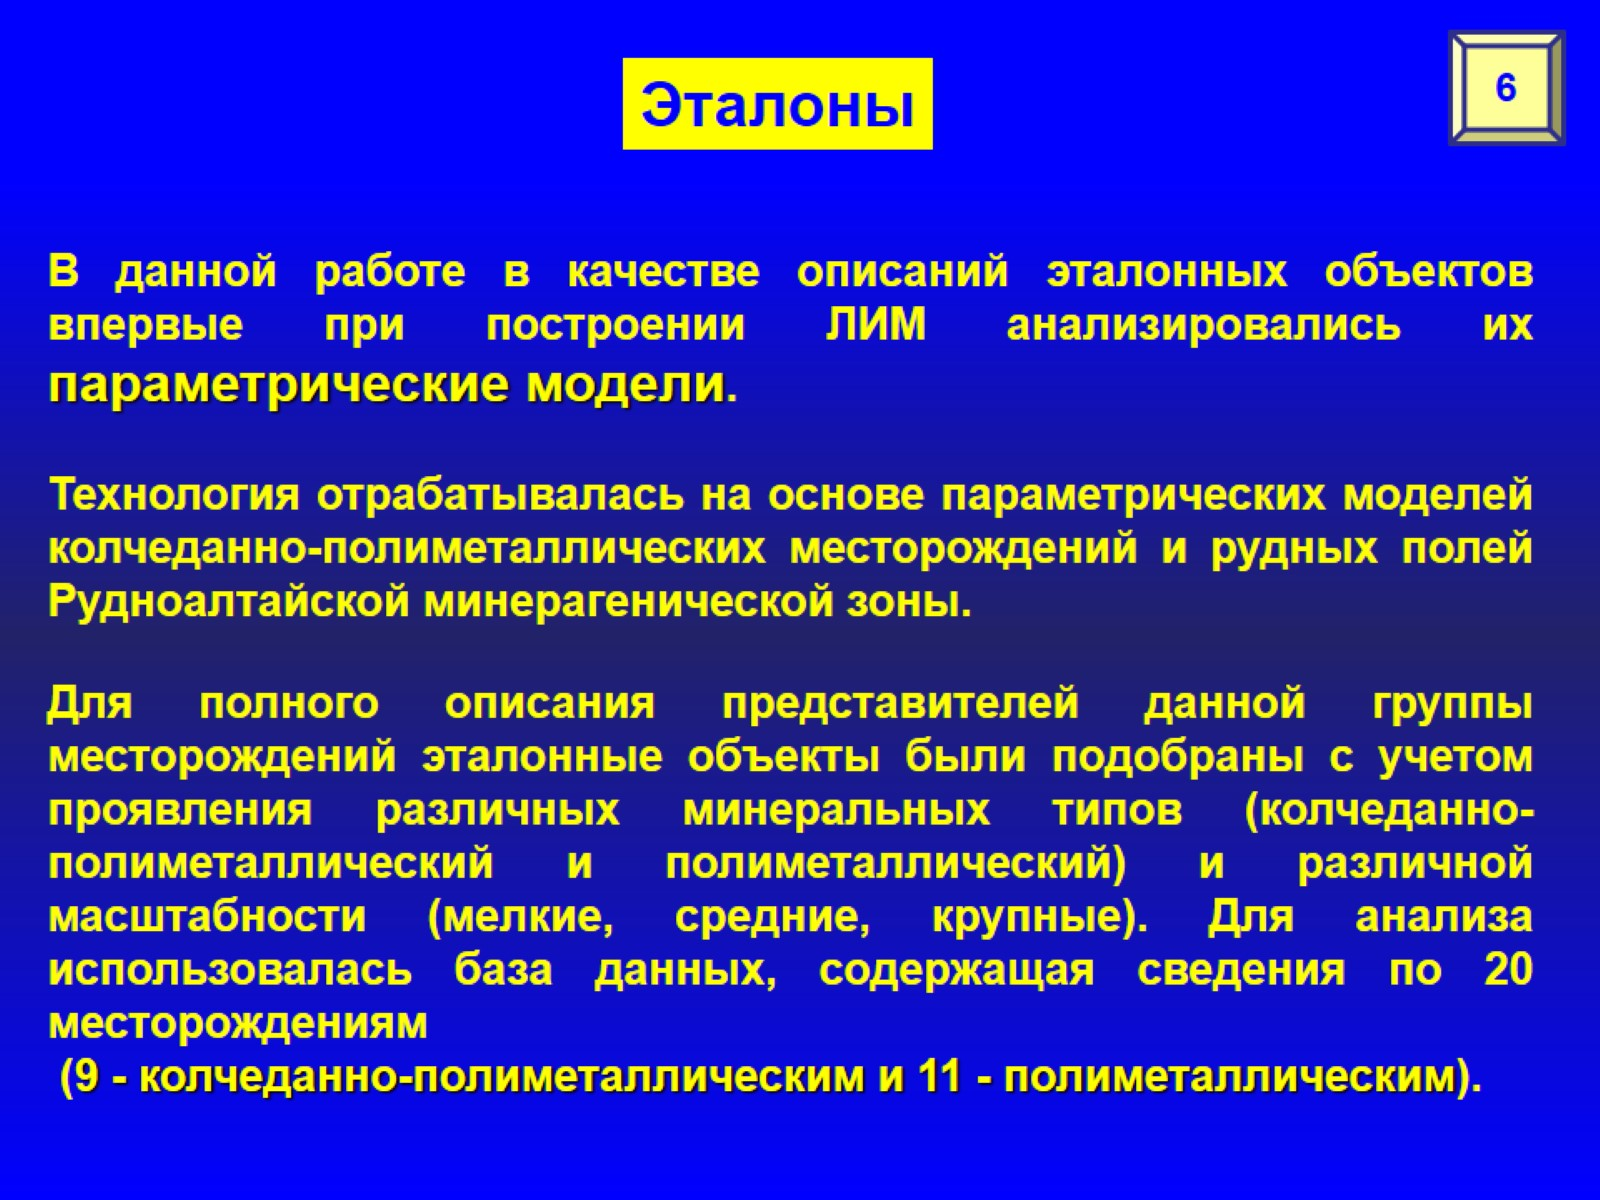 Эталоны
6
В данной работе в качестве описаний эталонных объектов
впервые при построении ЛИМ анализировались их
параметрические модели.
Технология отрабатывалась на основе параметрических моделей
колчеданно-полиметаллических месторождений и рудных полей
Рудноалтайской минерагенической зоны.
Для полного описания представителей данной группы
месторождений эталонные объекты были подобраны с учетом
проявления различных минеральных типов (колчеданно-
полиметаллический и полиметаллический) и различной
масштабности (мелкие, средние, крупные). Для анализа
использовалась база данных, содержащая сведения по 20
месторождениям
(9 - колчеданно-полиметаллическим и 11 - полиметаллическим).